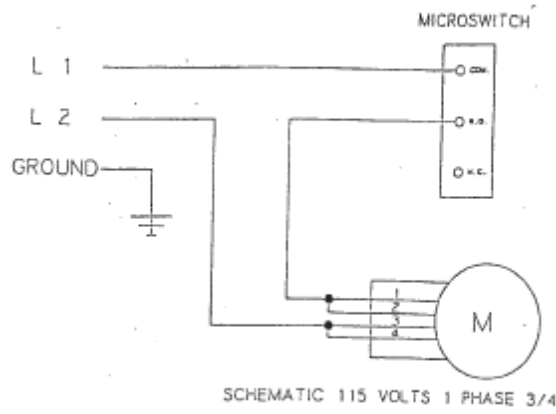 MICROSWITCH
L 1
COM.
L 2
N.O.
GROUND
N.C.
1
2
3
4
M
SCHEMATIC 115 VOLTS 1 PHASE 3/4